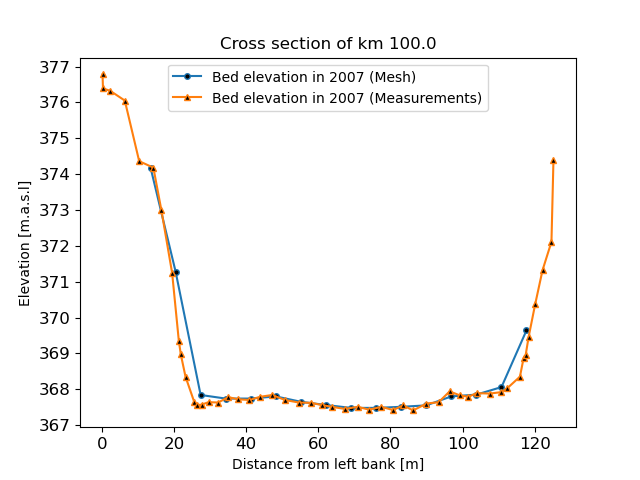 Cross section of km 100.0
Bed elevation in 2007 (Mesh)
Bed elevation in 2007 (Measurements)
Elevation [m.a.s.l]
377
376
375
374
373
372
371
370
369
368
367
0 20 40 60 80 100 120
Distance from left bank [m]